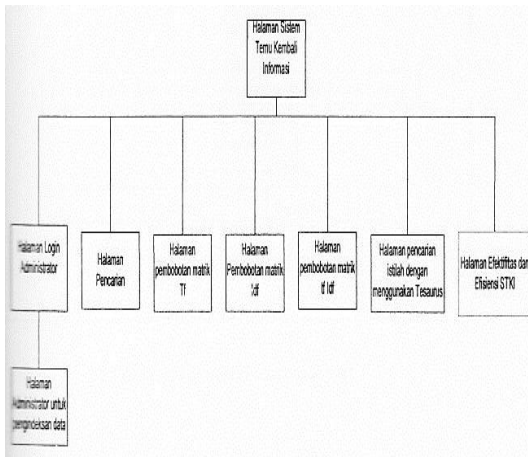 Halaman Sistem
Temu Kembali
Informasi
Halaman Login
Administrator
Halaman
Pencarian
Halaman
pembobotan matrik
Tf
Halaman
Pembobotan matrik
Idf
Halaman
pembobotan matrik
tf Idf
Halaman pencarian
istilah dengan
menggunakan Tesaurus
Halaman Efektifitas dan
Efisiensi STKI
Halaman
Administrator untuk
pengindeksan data